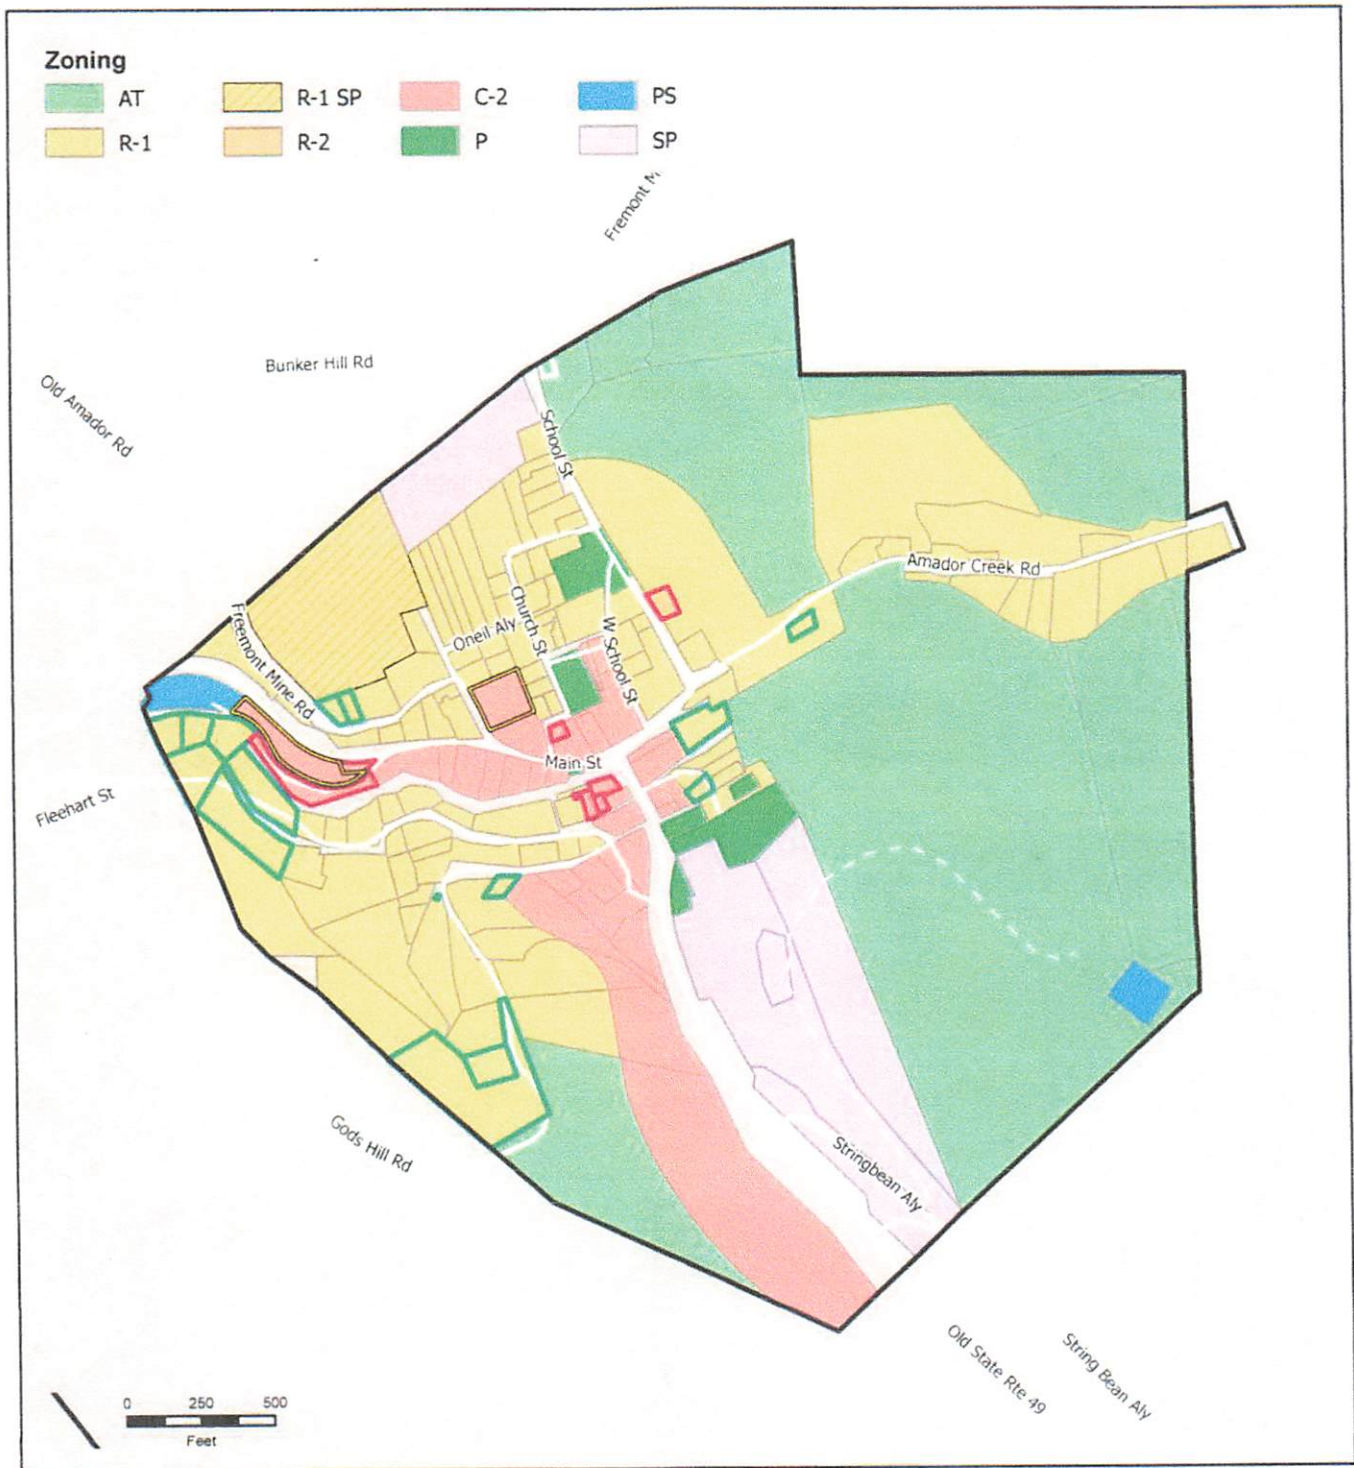 Zoning
AT
R-1 SP
C-2
PS
R-1
R-2
P
SP
Fremont
Bunker Hill Rd
Old Amador Rd
School St
Amador Creek Rd
Church St
Oneil Aly
W School St
Freemont Mine Rd
Main St
Fleehart St
Gods Hill Rd
Stringbean Aly
Old State Rte 49
String Bean Aly
0 250 500
Feet